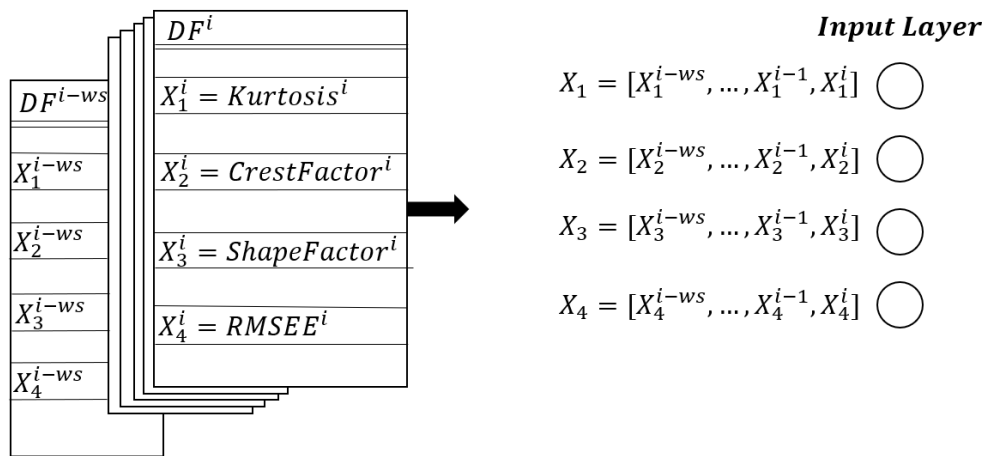 DF^{i-ws}
X_1^{i-ws}
X_2^{i-ws}
X_3^{i-ws}
X_4^{i-ws}
DF^i
X_1^i = Kurtosis^i
X_2^i = CrestFactor^i
X_3^i = ShapeFactor^i
X_4^i = RMSEE^i
Input Layer
X_1 = [X_1^{i-ws}, ..., X_1^{i-1}, X_1^i]
X_2 = [X_2^{i-ws}, ..., X_2^{i-1}, X_2^i]
X_3 = [X_3^{i-ws}, ..., X_3^{i-1}, X_3^i]
X_4 = [X_4^{i-ws}, ..., X_4^{i-1}, X_4^i]